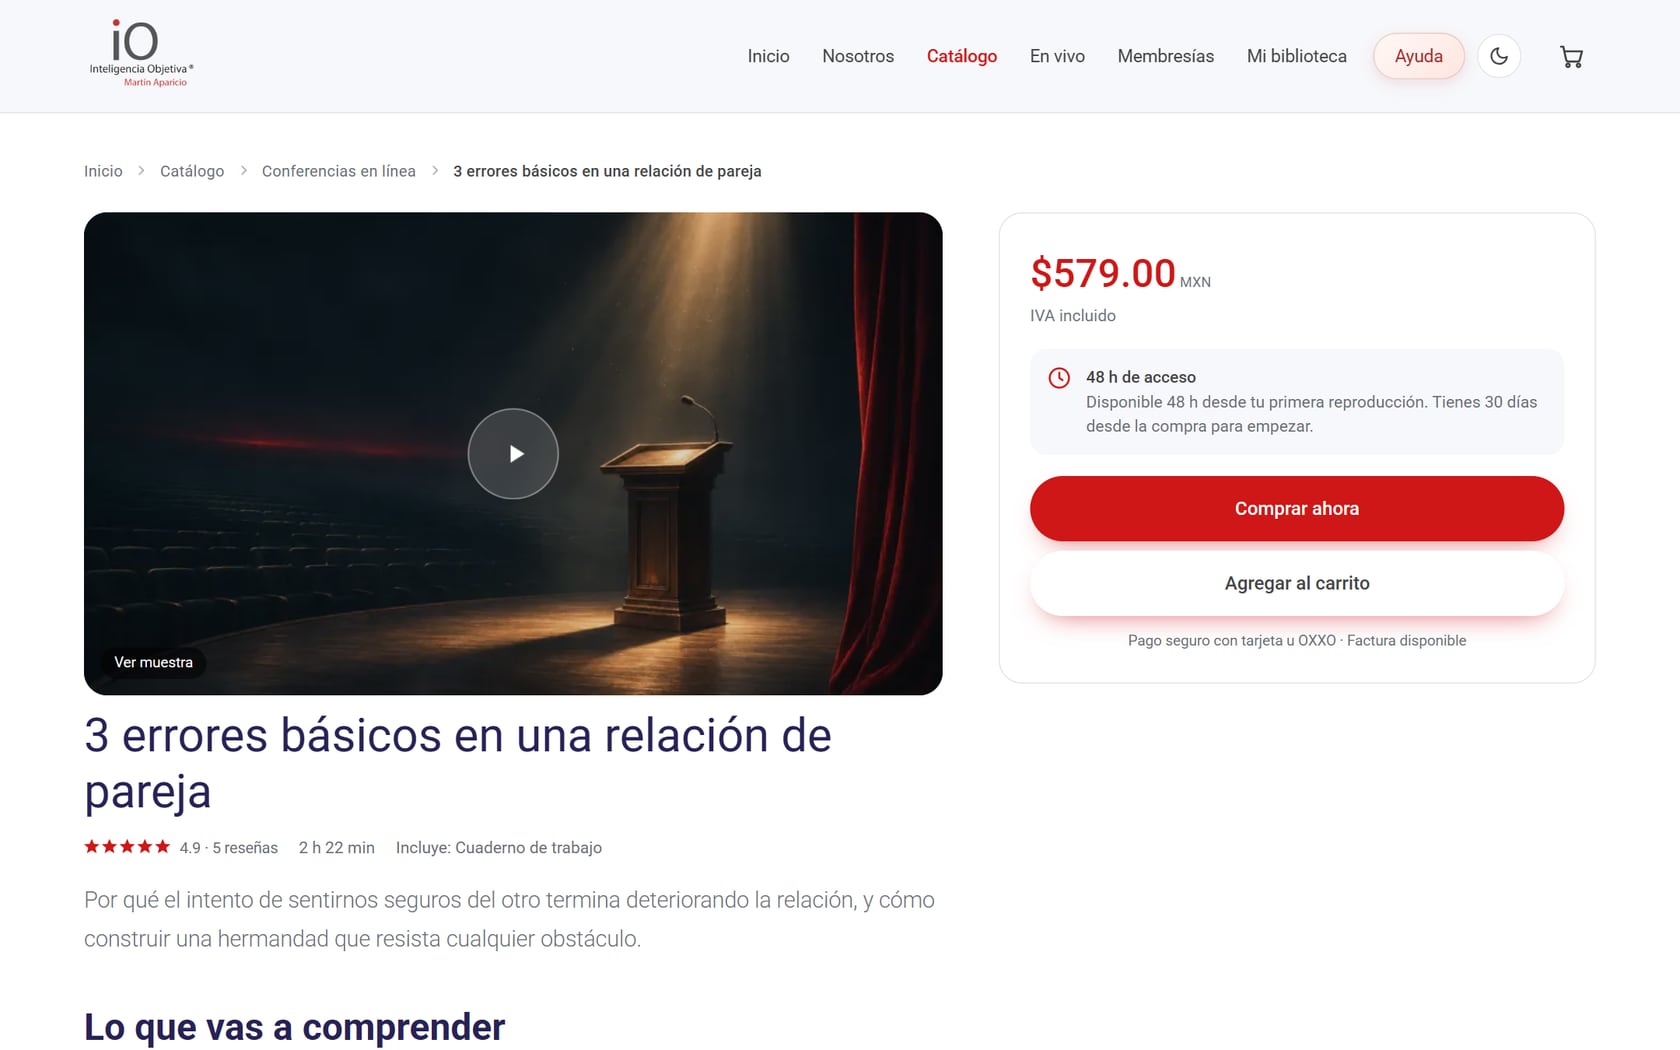 iO
Inteligencia Objetiva®
Martín Aparicio
Inicio
Nosotros
Catálogo
En vivo
Membresías
Mi biblioteca
Ayuda
Inicio > Catálogo > Conferencias en línea > 3 errores básicos en una relación de pareja
Ver muestra
3 errores básicos en una relación de
pareja
4.9 · 5 reseñas
2 h 22 min
Incluye: Cuaderno de trabajo
Por qué el intento de sentirnos seguros del otro termina deteriorando la relación, y cómo
construir una hermandad que resista cualquier obstáculo.
Lo que vas a comprender
$579.00 MXN
IVA incluido
48 h de acceso
Disponible 48 h desde tu primera reproducción. Tienes 30 días
desde la compra para empezar.
Comprar ahora
Agregar al carrito
Pago seguro con tarjeta u OXXO · Factura disponible